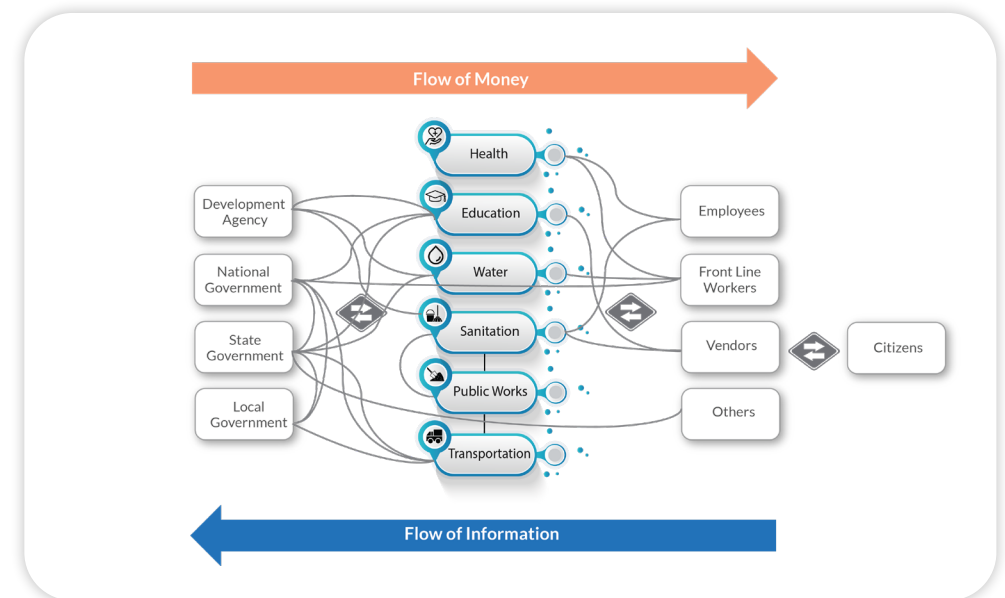 Flow of Money
Health
Development
Agency
Education
Employees
National
Government
Water
Front Line
Workers
State
Government
Sanitation
Vendors
Citizens
Local
Government
Public Works
Others
Transportation
Flow of Information